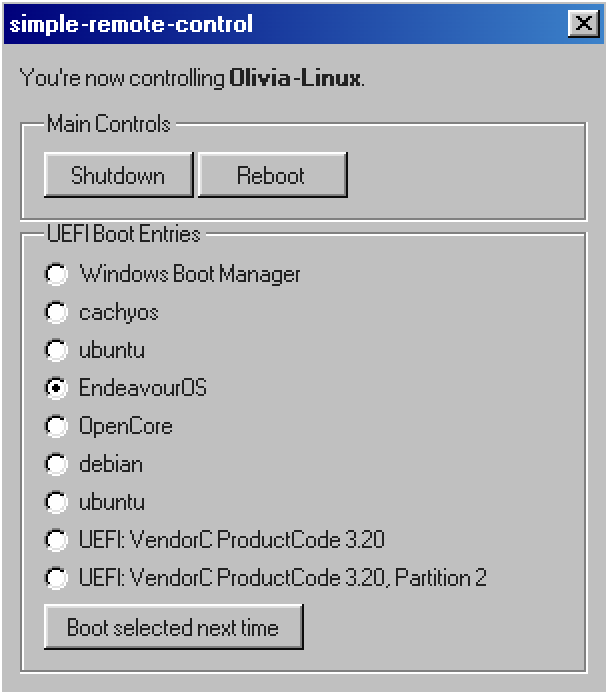 simple-remote-control
You're now controlling Olivia-Linux.
Main Controls
Shutdown Reboot
UEFI Boot Entries
Windows Boot Manager
cachyos
ubuntu
EndeavourOS
OpenCore
debian
ubuntu
UEFI: VendorC ProductCode 3.20
UEFI: VendorC ProductCode 3.20, Partition 2
Boot selected next time